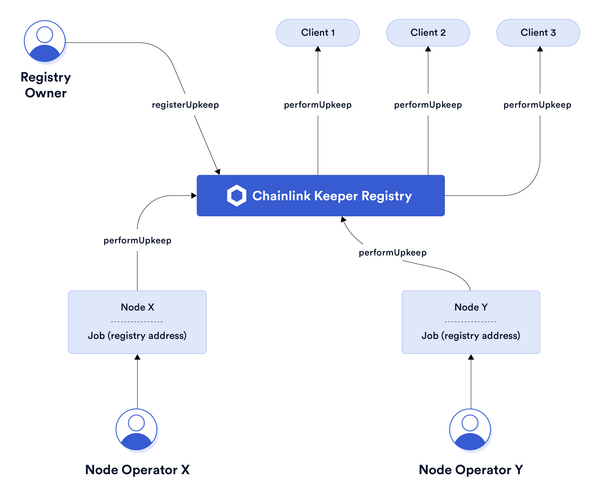 Client 1
Client 2
Client 3
Registry
Owner
registerUpkeep
performUpkeep
performUpkeep
performUpkeep
Chainlink Keeper Registry
performUpkeep
performUpkeep
Node X
Job (registry address)
Node Y
Job (registry address)
Node Operator X
Node Operator Y